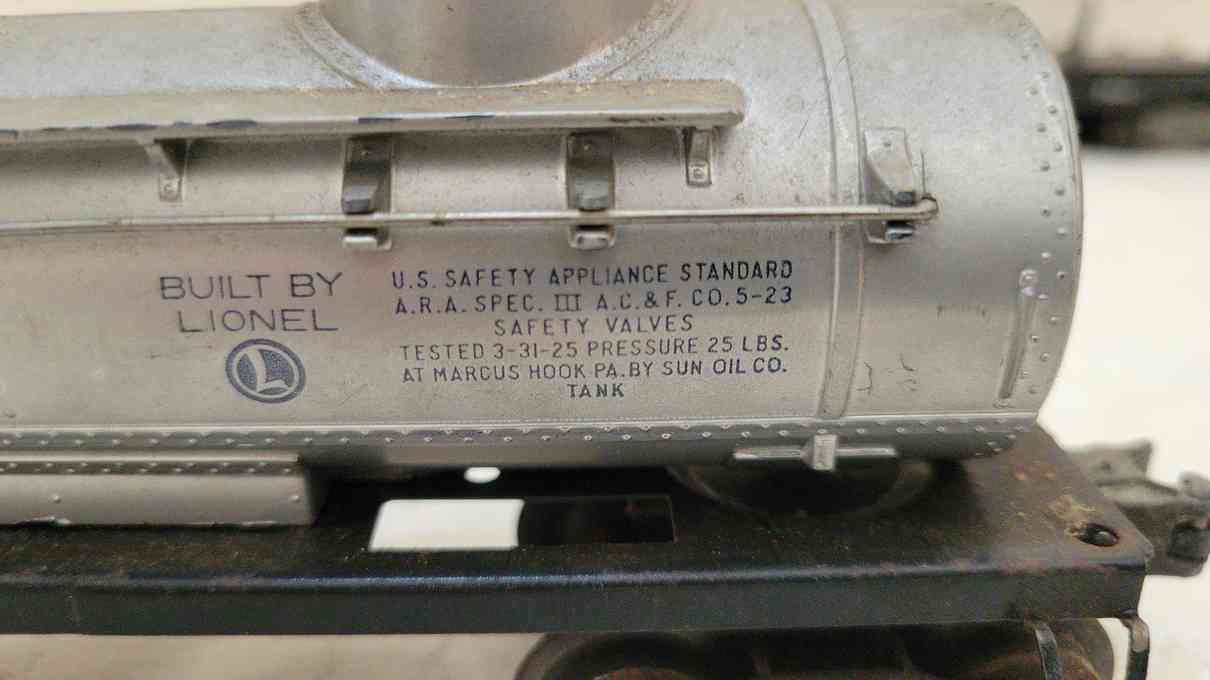 BUILT BY
LIONEL
L
U.S. SAFETY APPLIANCE STANDARD
A.R.A. SPEC. III A.C.& F. CO. 5-23
SAFETY VALVES
TESTED 3-31-25 PRESSURE 25 LBS.
AT MARCUS HOOK PA. BY SUN OIL CO.
TANK